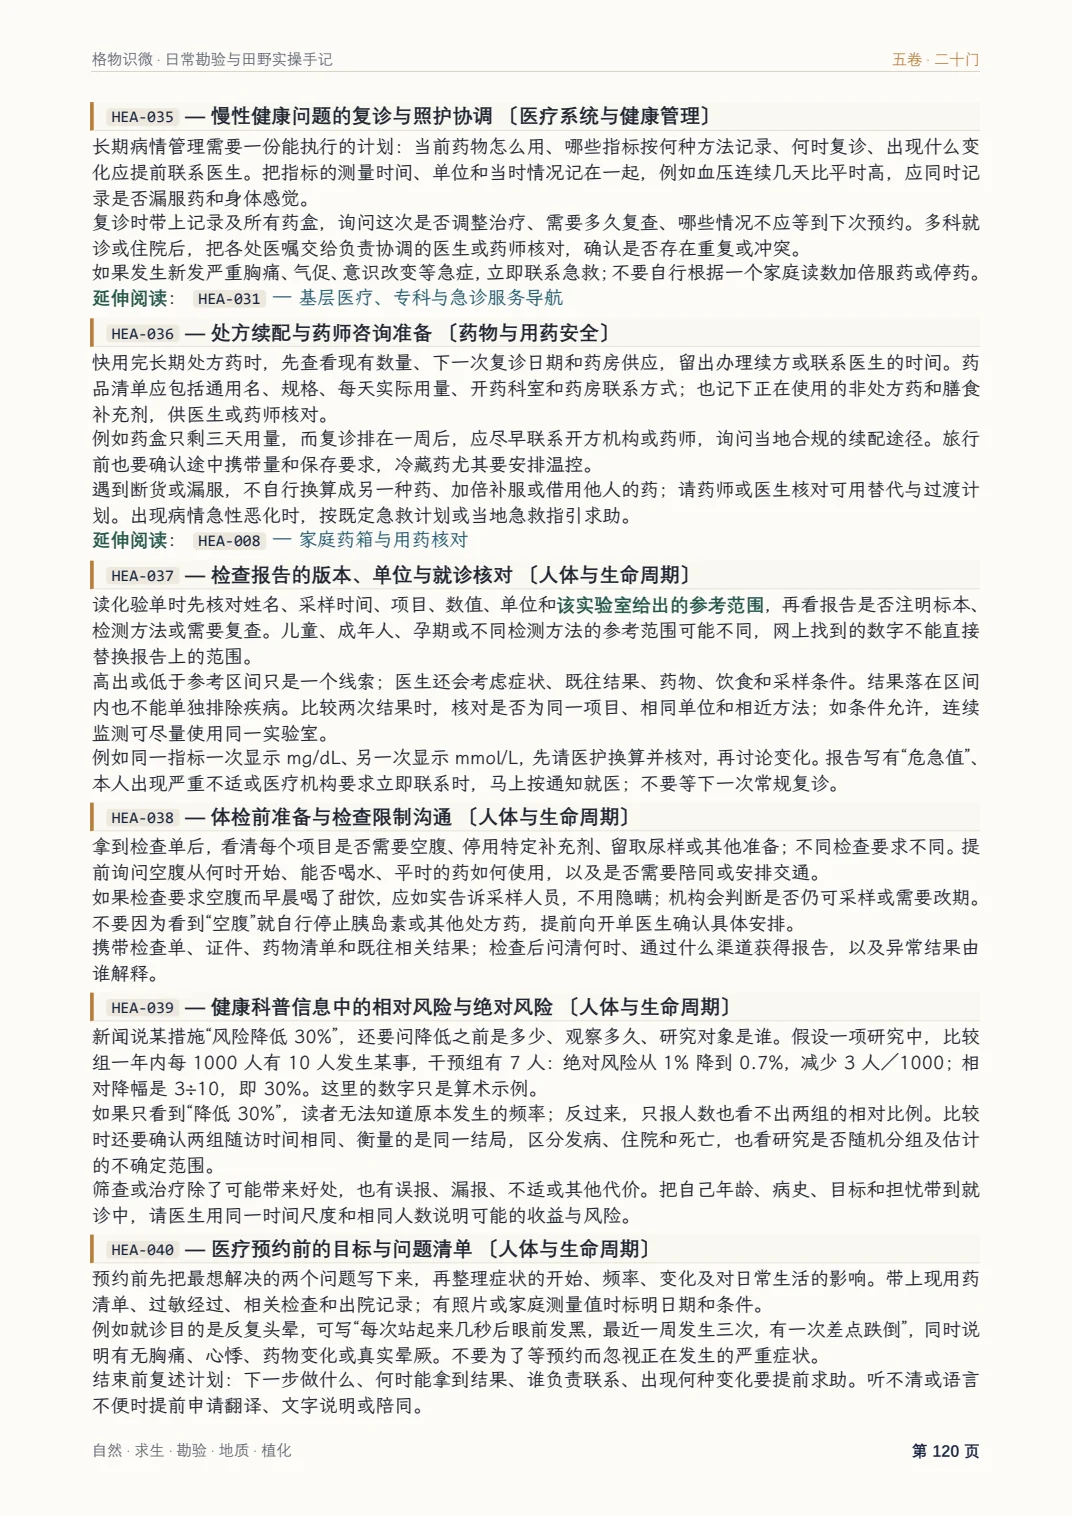 格物识微 · 日常勘验与田野实操手记
五卷 · 二十门
HEA-035 — 慢性健康问题的复诊与照护协调 〔医疗系统与健康管理〕
长期病情管理需要一份能执行的计划：当前药物怎么用、哪些指标按何种方法记录、何时复诊、出现什么变
化应提前联系医生。把指标的测量时间、单位和当时情况记在一起，例如血压连续几天比平时高，应同时记
录是否漏服药和身体感觉。
复诊时带上记录及所有药盒，询问这次是否调整治疗、需要多久复查、哪些情况不应等到下次预约。多科就
诊或住院后，把各处医嘱交给负责协调的医生或药师核对，确认是否存在重复或冲突。
如果发生新发严重胸痛、气促、意识改变等急症，立即联系急救；不要自行根据一个家庭读数加倍服药或停药。
延伸阅读： HEA-031 — 基层医疗、专科与急诊服务导航
HEA-036 — 处方续配与药师咨询准备 〔药物与用药安全〕
快用完长期处方药时，先查看现有数量、下一次复诊日期和药房供应，留出办理续方或联系医生的时间。药
品清单应包括通用名、规格、每天实际用量、开药科室和药房联系方式；也记下正在使用的非处方药和膳食
补充剂，供医生或药师核对。
例如药盒只剩三天用量，而复诊排在一周后，应尽早联系开方机构或药师，询问当地合规的续配途径。旅行
前也要确认途中携带量和保存要求，冷藏药尤其要安排温控。
遇到断货或漏服，不自行换算成另一种药、加倍补服或借用他人的药；请药师或医生核对可用替代与过渡计
划。出现病情急性恶化时，按既定急救计划或当地急救指引求助。
延伸阅读： HEA-008 — 家庭药箱与用药核对
HEA-037 — 检查报告的版本、单位与就诊核对 〔人体与生命周期〕
读化验单时先核对姓名、采样时间、项目、数值、单位和该实验室给出的参考范围，再看报告是否注明标本、
检测方法或需要复查。儿童、成年人、孕期或不同检测方法的参考范围可能不同，网上找到的数字不能直接
替换报告上的范围。
高出或低于参考区间只是一个线索；医生还会考虑症状、既往结果、药物、饮食和采样条件。结果落在区间
内也不能单独排除疾病。比较两次结果时，核对是否为同一项目、相同单位和相近方法；如条件允许，连续
监测可尽量使用同一实验室。
例如同一指标一次显示 mg/dL、另一次显示 mmol/L，先请医护换算并核对，再讨论变化。报告写有“危急值”、
本人出现严重不适或医疗机构要求立即联系时，马上按通知就医；不要等下一次常规复诊。
HEA-038 — 体检前准备与检查限制沟通 〔人体与生命周期〕
拿到检查单后，看清每个项目是否需要空腹、停用特定补充剂、留取尿样或其他准备；不同检查要求不同。提
前询问空腹从何时开始、能否喝水、平时的药如何使用，以及是否需要陪同或安排交通。
如果检查要求空腹而早晨喝了甜饮，应如实告诉采样人员，不用隐瞒；机构会判断是否仍可采样或需要改期。
不要因为看到“空腹”就自行停止胰岛素或其他处方药，提前向开单医生确认具体安排。
携带检查单、证件、药物清单和既往相关结果；检查后问清何时、通过什么渠道获得报告，以及异常结果由
谁解释。
HEA-039 — 健康科普信息中的相对风险与绝对风险 〔人体与生命周期〕
新闻说某措施“风险降低 30%”，还要问降低之前是多少、观察多久、研究对象是谁。假设一项研究中，比较
组一年内每 1000 人有 10 人发生某事，干预组有 7 人：绝对风险从 1% 降到 0.7%，减少 3 人／1000；相
对降幅是 3÷10，即 30%。这里的数字只是算术示例。
如果只看到“降低 30%”，读者无法知道原本发生的频率；反过来，只报人数也看不出两组的相对比例。比较
时还要确认两组随访时间相同、衡量的是同一结局，区分发病、住院和死亡，也看研究是否随机分组及估计
的不确定范围。
筛查或治疗除了可能带来好处，也有误报、漏报、不适或其他代价。把自己年龄、病史、目标和担忧带到就
诊中，请医生用同一时间尺度和相同人数说明可能的收益与风险。
HEA-040 — 医疗预约前的目标与问题清单 〔人体与生命周期〕
预约前先把最想解决的两个问题写下来，再整理症状的开始、频率、变化及对日常生活的影响。带上现用药
清单、过敏经过、相关检查和出院记录；有照片或家庭测量值时标明日期和条件。
例如就诊目的是反复头晕，可写“每次站起来几秒后眼前发黑，最近一周发生三次，有一次差点跌倒”，同时说
明有无胸痛、心悸、药物变化或真实晕厥。不要为了等预约而忽视正在发生的严重症状。
结束前复述计划：下一步做什么、何时能拿到结果、谁负责联系、出现何种变化要提前求助。听不清或语言
不便时提前申请翻译、文字说明或陪同。
自然 · 求生 · 勘验 · 地质 · 植化
第 120 页